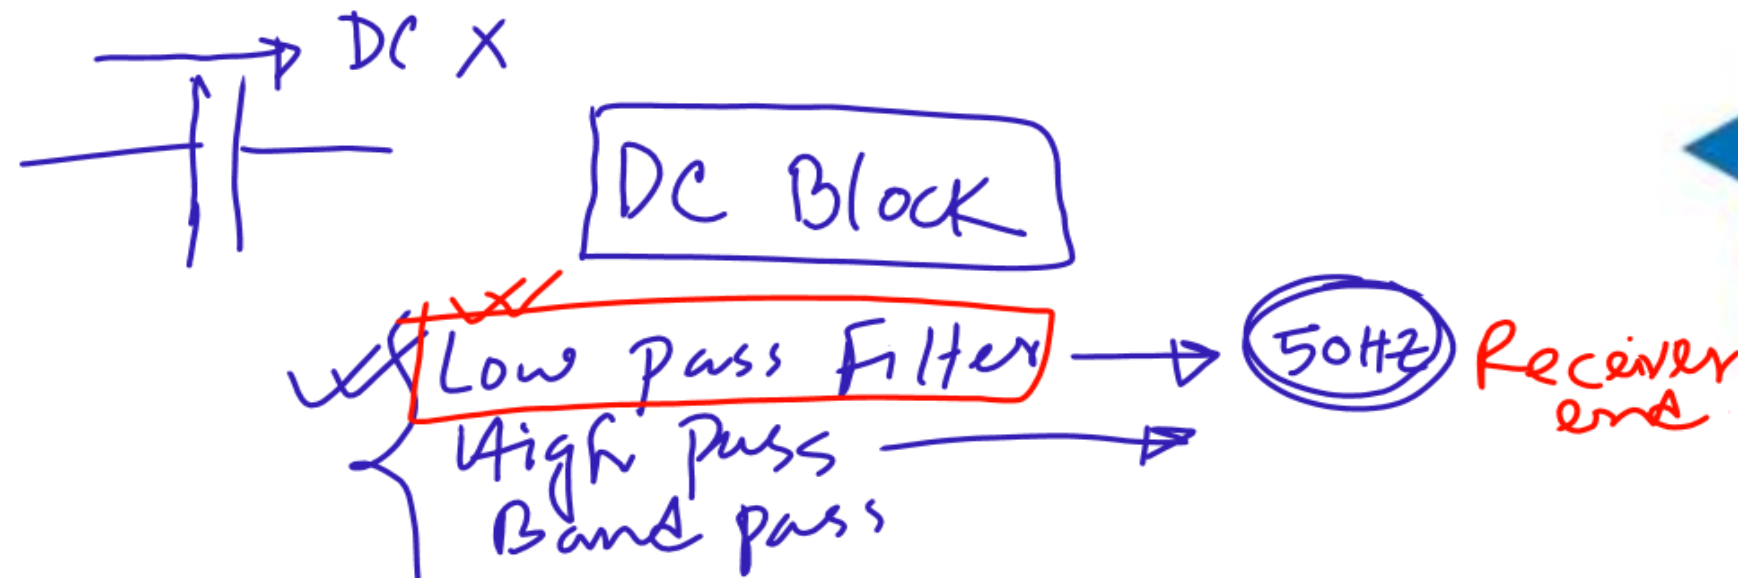 DC X
DC Block
Low pass Filter
50HZ
Receiver end
High pass
Band pass